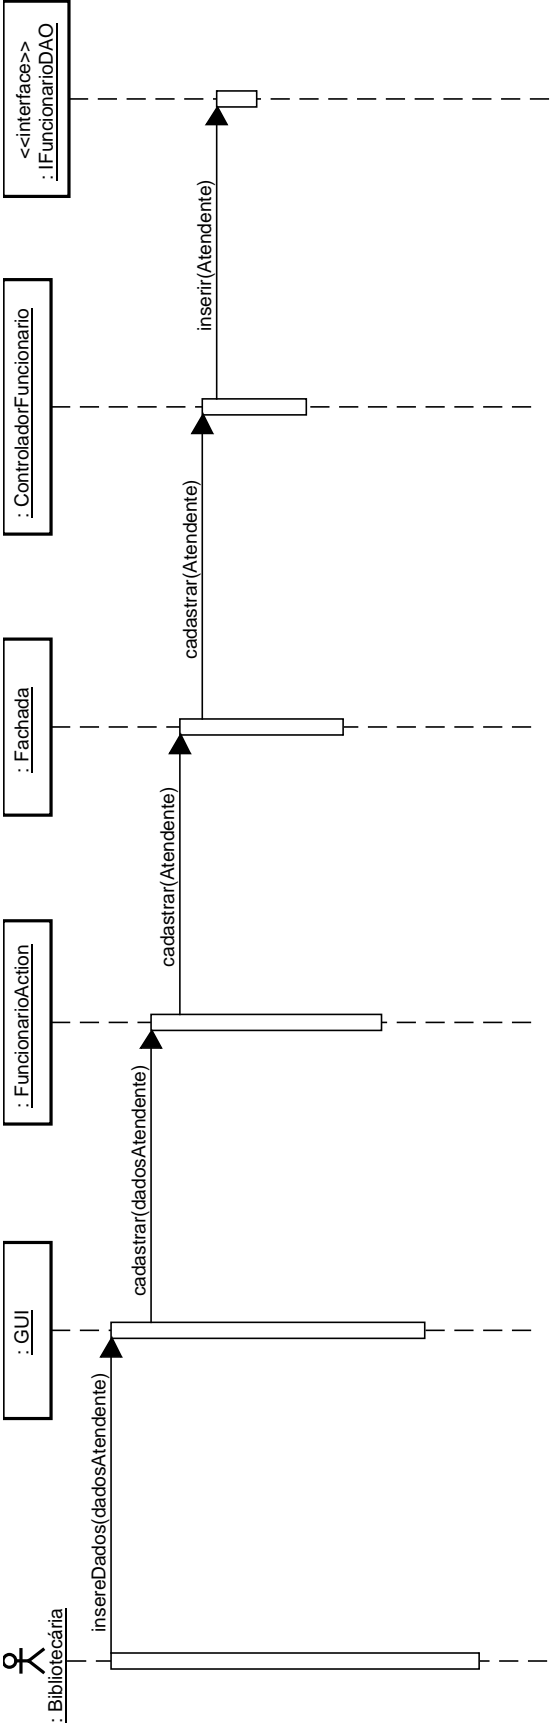 : Bibliotecária
: GUI
: FuncionarioAction
: Fachada
: ControladorFuncionario
<<interface>>
: IFuncionarioDAO
insereDados(dadosAtendente)
cadastrar(dadosAtendente)
cadastrar(Atendente)
cadastrar(Atendente)
inserir(Atendente)